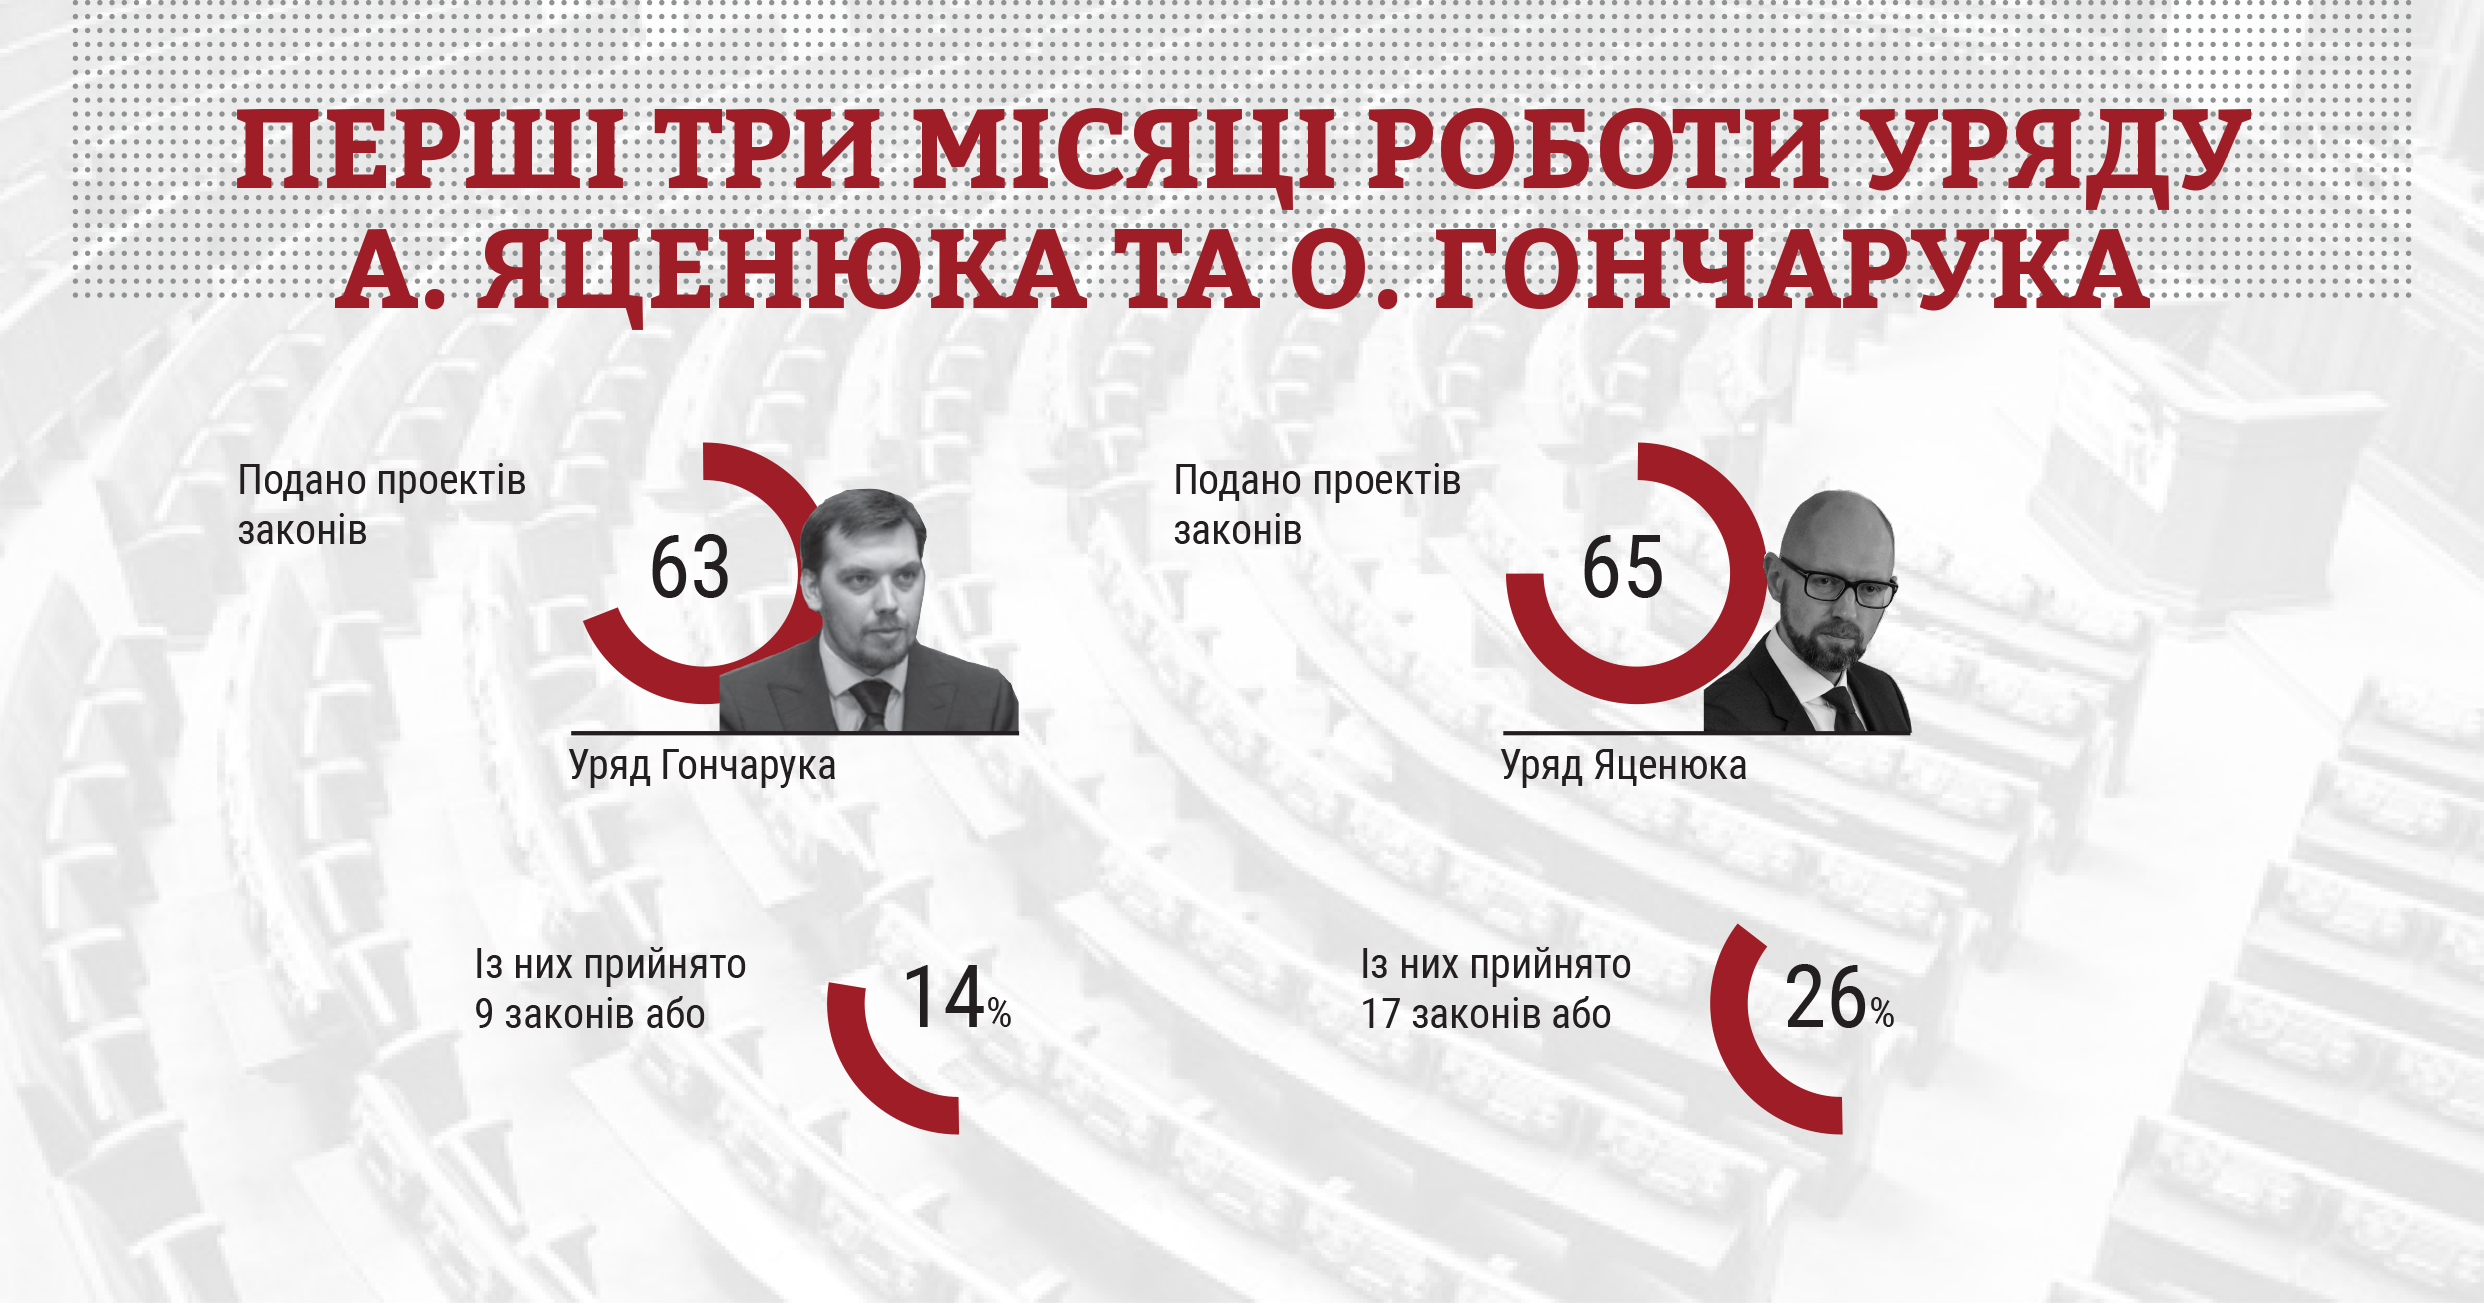 ПЕРШІ ТРИ МІСЯЦІ РОБОТИ УРЯДУ
А. ЯЦЕНЮКА ТА О. ГОНЧАРУКА
Подано проектів
законів
63
Уряд Гончарука
Із них прийнято
9 законів або
14%
Подано проектів
законів
65
Уряд Яценюка
Із них прийнято
17 законів або
26%